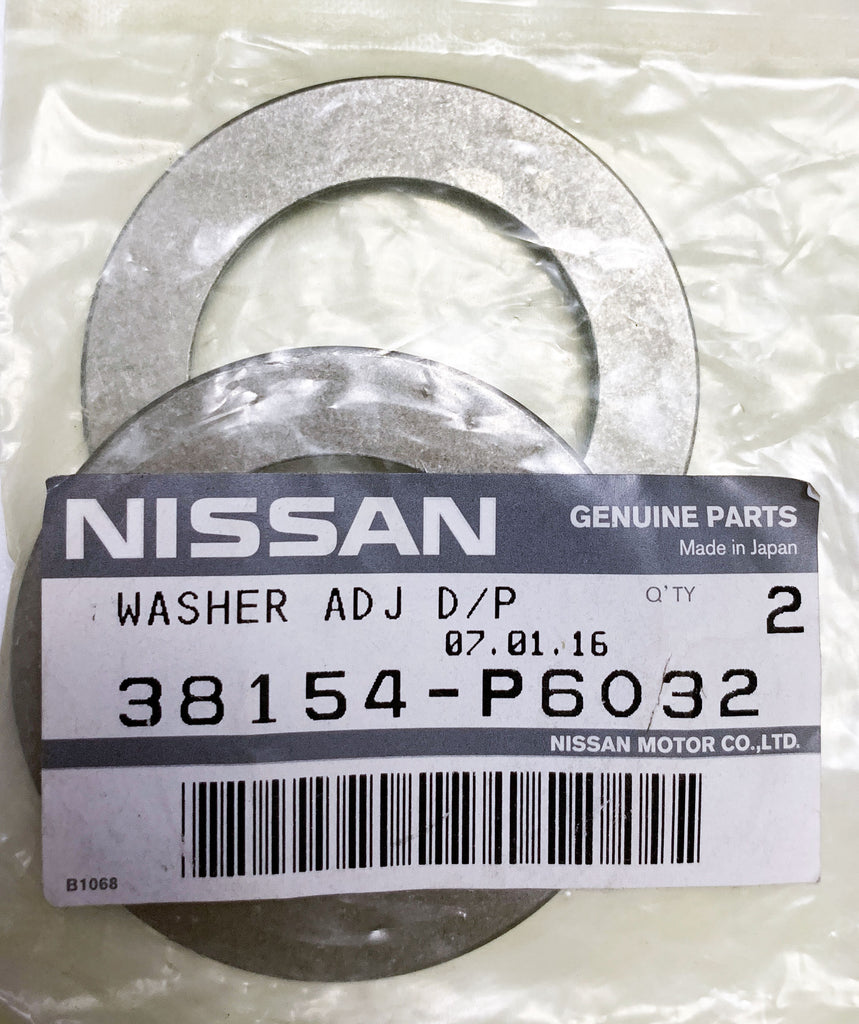 NISSAN
GENUINE PARTS
Made in Japan
WASHER ADJ D/P
Q'TY 2
07.01.16
38154-P6032
NISSAN MOTOR CO.,LTD.
B1068